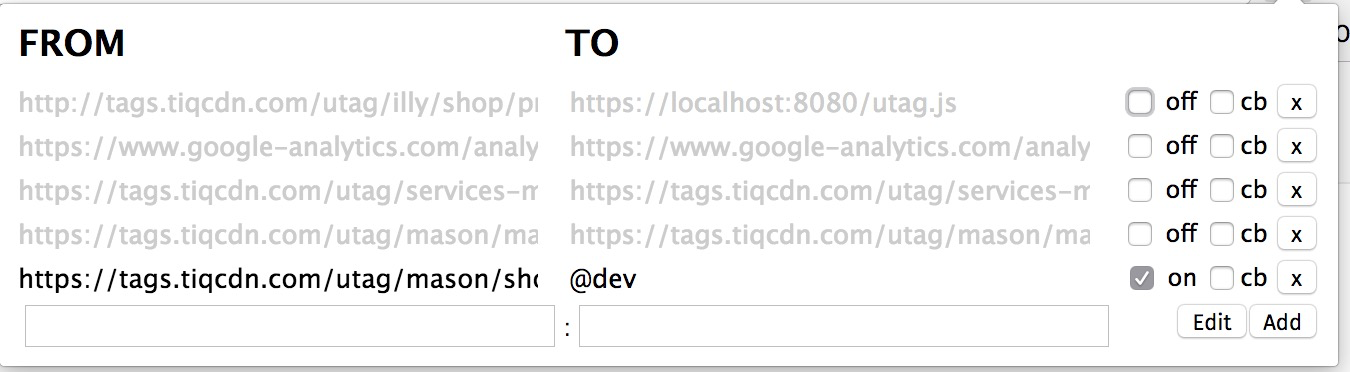 FROM TO
http://tags.tiqcdn.com/utag/illy/shop/pr https://localhost:8080/utag.js off cb x
https://www.google-analytics.com/analy https://www.google-analytics.com/analy off cb x
https://tags.tiqcdn.com/utag/services-m https://tags.tiqcdn.com/utag/services-m off cb x
https://tags.tiqcdn.com/utag/mason/ma https://tags.tiqcdn.com/utag/mason/ma off cb x
https://tags.tiqcdn.com/utag/mason/sho @dev on cb x
: Edit Add